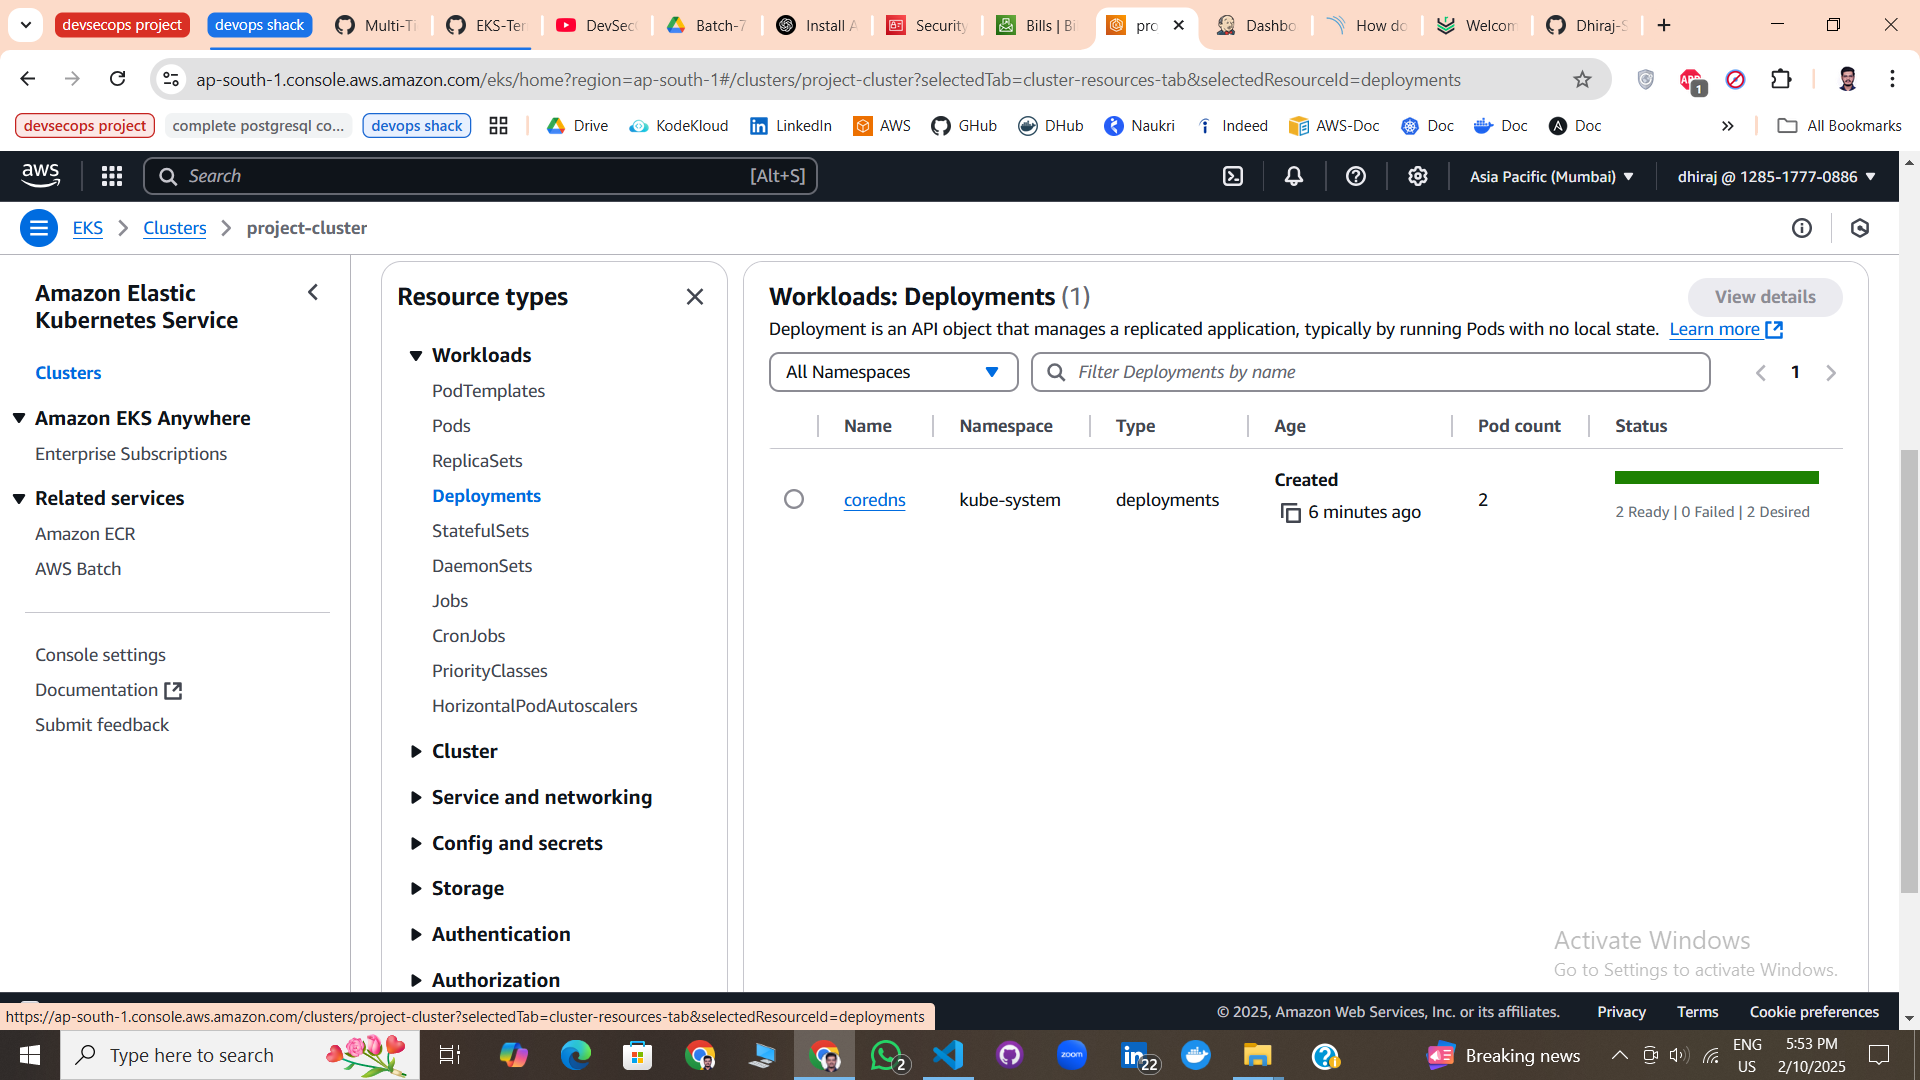 devsecops project
devops shack
Multi-Ti
EKS-Ter
DevSec
Batch-7
Install A
Security
Bills | Bi
pro
Dashbo
How do
Welcom
Dhiraj-S
ap-south-1.console.aws.amazon.com/eks/home?region=ap-south-1#/clusters/project-cluster?selectedTab=cluster-resources-tab&selectedResourceId=deployments
1
devsecops project
complete postgresql co...
devops shack
Drive
KodeKloud
LinkedIn
AWS
GHub
DHub
Naukri
Indeed
AWS-Doc
Doc
Doc
Doc
All Bookmarks
aws
Search
[Alt+S]
Asia Pacific (Mumbai)
dhiraj @ 1285-1777-0886
EKS
Clusters
project-cluster
Amazon Elastic
Kubernetes Service
Clusters
Amazon EKS Anywhere
Enterprise Subscriptions
Related services
Amazon ECR
AWS Batch
Console settings
Documentation
Submit feedback
Resource types
Workloads
PodTemplates
Pods
ReplicaSets
Deployments
StatefulSets
DaemonSets
Jobs
CronJobs
PriorityClasses
HorizontalPodAutoscalers
Cluster
Service and networking
Config and secrets
Storage
Authentication
Authorization
Workloads: Deployments (1)
View details
Deployment is an API object that manages a replicated application, typically by running Pods with no local state. Learn more
All Namespaces
Filter Deployments by name
1
Name
Namespace
Type
Age
Pod count
Status
coredns
kube-system
deployments
Created
6 minutes ago
2
2 Ready | 0 Failed | 2 Desired
Activate Windows
Go to Settings to activate Windows.
https://ap-south-1.console.aws.amazon.com/clusters/project-cluster?selectedTab=cluster-resources-tab&selectedResourceId=deployments
© 2025, Amazon Web Services, Inc. or its affiliates.
Privacy
Terms
Cookie preferences
Type here to search
2
zoom
22
Breaking news
ENG
US
5:53 PM
2/10/2025